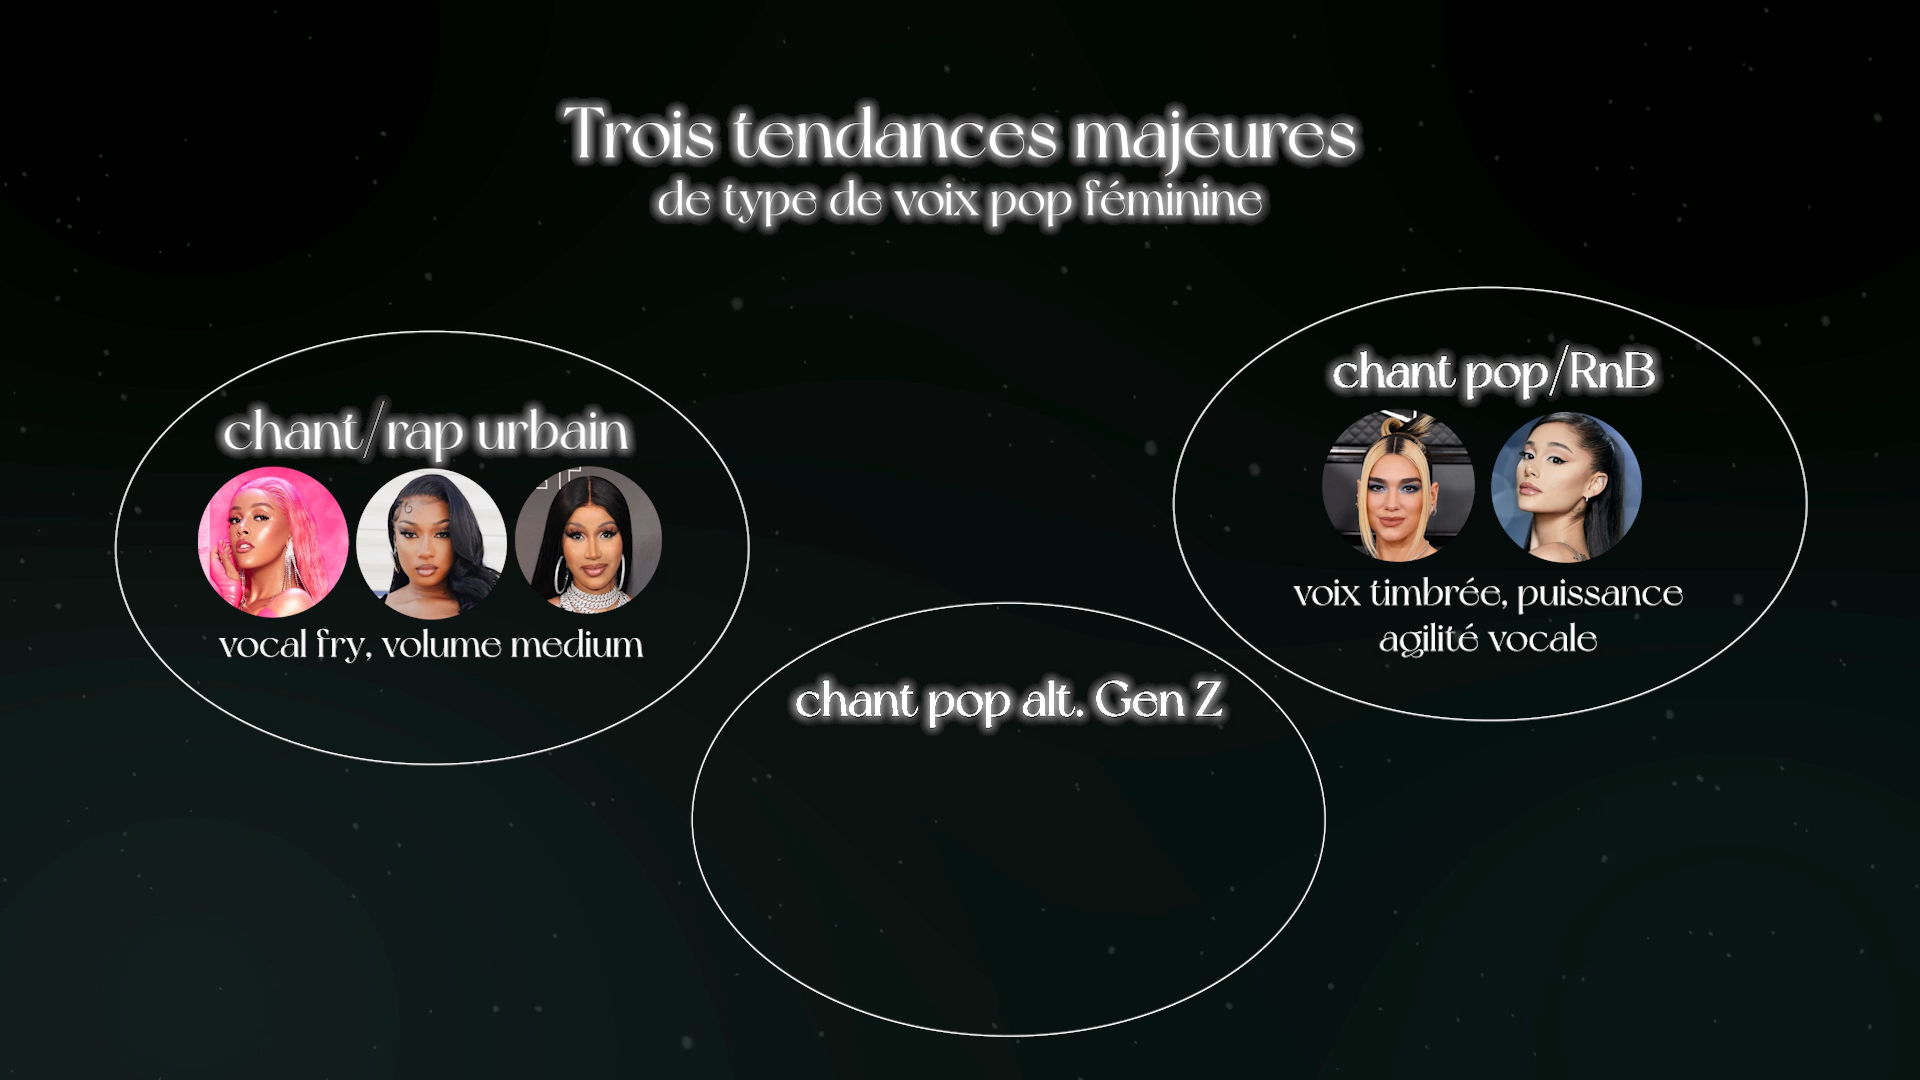 Trois tendances majeures
de type de voix pop féminine
chant/rap urbain
vocal fry, volume medium
chant pop/RnB
voix timbrée, puissance
agilité vocale
chant pop alt. Gen Z